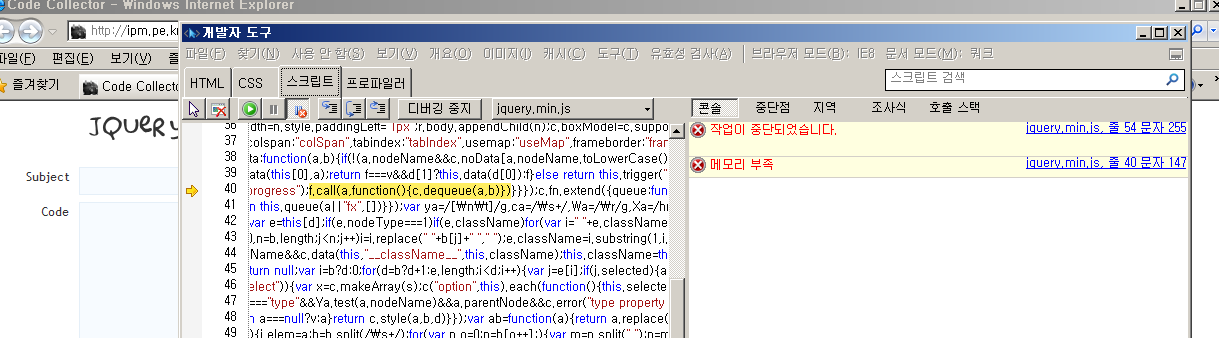 Code Collector - Windows Internet Explorer
http://ipm.pe.kr
파일(F) 편집(E) 보기(V)
즐겨찾기 Code Collector
JQUERY
Subject
Code
개발자 도구
파일(F) 찾기(N) 사용 안 함(S) 보기(V) 개요(O) 이미지(I) 캐시(C) 도구(T) 유효성 검사(A) 브라우저 모드(B): IE8 문서 모드(M): 쿼크
HTML CSS 스크립트 프로파일러
스크립트 검색
디버깅 중지 jquery.min.js
콘솔 중단점 지역 조사식 호출 스택
36 idth=n.style.paddingLeft="1px";r.body.appendChild(n);c.boxModel=c.suppo
37 colspan:"colSpan",tabindex:"tabIndex",usemap:"useMap",frameborder:"fram
38 ta:function(a,b){if(!(a.nodeName&&c.noData[a.nodeName.toLowerCase()
39 ata(this[0],a);return f===v&&d[1]?this.data(d[0]):f}else return this.trigger("
40 progress");f.call(a,function(){c.dequeue(a,b)})}}});c.fn.extend({queue:fun
41 n this.queue(a||"fx",[])}});var ya=/[₩n₩t]/g,ca=/₩s+/,Wa=/₩r/g,Xa=/hr
42 var e=this[d];if(e.nodeType===1)if(e.className)for(var i=" "+e.classNam
43 ),n=b.length;j<n;j++)i=i.replace(" "+b[j]+" "," ");e.className=i.substring(1,i.
44 Name&&c.data(this,"__className__",this.className);this.className=th
45 turn null;var i=b?d:0;for(d=b?d+1:e.length;i<d;i++){var j=e[i];if(j.selected){a
46 elect")){var x=c.makeArray(s);c("option",this).each(function(){this.selecte
47 ==="type"&&Ya.test(a.nodeName)&&a.parentNode&&c.error("type property
48 n a===null?v:a}return c.style(a,b,d)}});var ab=function(a){return a.replace(
49 ){j.elem=a;h=h.split(/₩s+/);for(var n,o=0;n=h[o++];){var m=n.split(".");n=m
작업이 중단되었습니다. jquery.min.js, 줄 54 문자 255
메모리 부족 jquery.min.js, 줄 40 문자 147